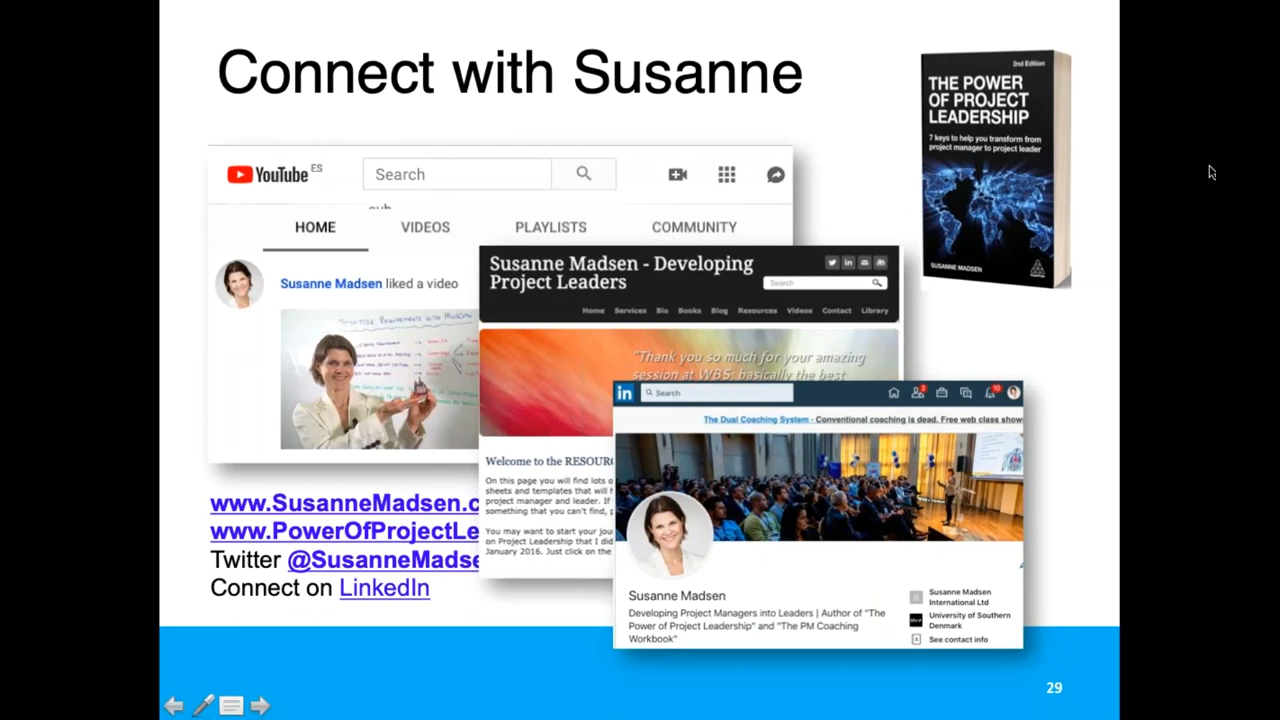 Connect with Susanne
2nd Edition
THE POWER
OF PROJECT
LEADERSHIP
7 keys to help you transform from
project manager to project leader
SUSANNE MADSEN
YouTube ES
Search
HOME VIDEOS PLAYLISTS COMMUNITY
Susanne Madsen liked a video
Susanne Madsen - Developing
Project Leaders
Search
Home Services Bio Books Blog Resources Videos Contact Library
"Thank you so much for your amazing
session at WBS; basically the best
Welcome to the RESOUR
On this page you will find lots o
sheets and templates that will h
project manager and leader. If
something that you can't find, p
You may want to start your jou
on Project Leadership that I did
January 2016. Just click on the
in Search
2
10
The Dual Coaching System - Conventional coaching is dead. Free web class show
Susanne Madsen
Developing Project Managers into Leaders | Author of "The
Power of Project Leadership" and "The PM Coaching
Workbook"
Susanne Madsen
International Ltd
University of Southern
Denmark
See contact info
www.SusanneMadsen.c
www.PowerOfProjectLe
Twitter @SusanneMadse
Connect on LinkedIn
29